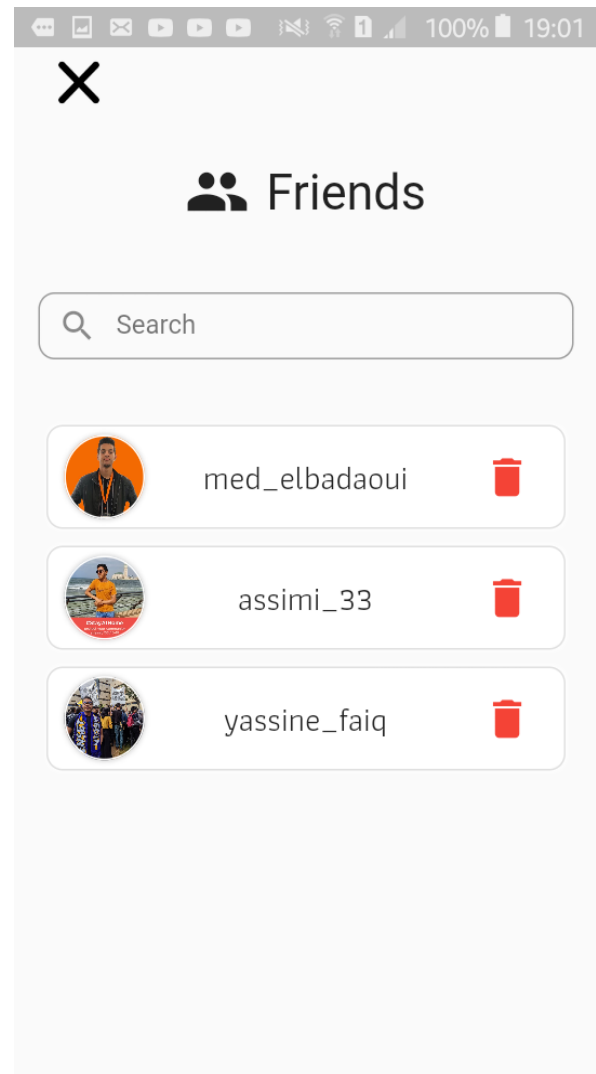 100% 19:01
Friends
Search
med_elbadaoui
assimi_33
yassine_faiq